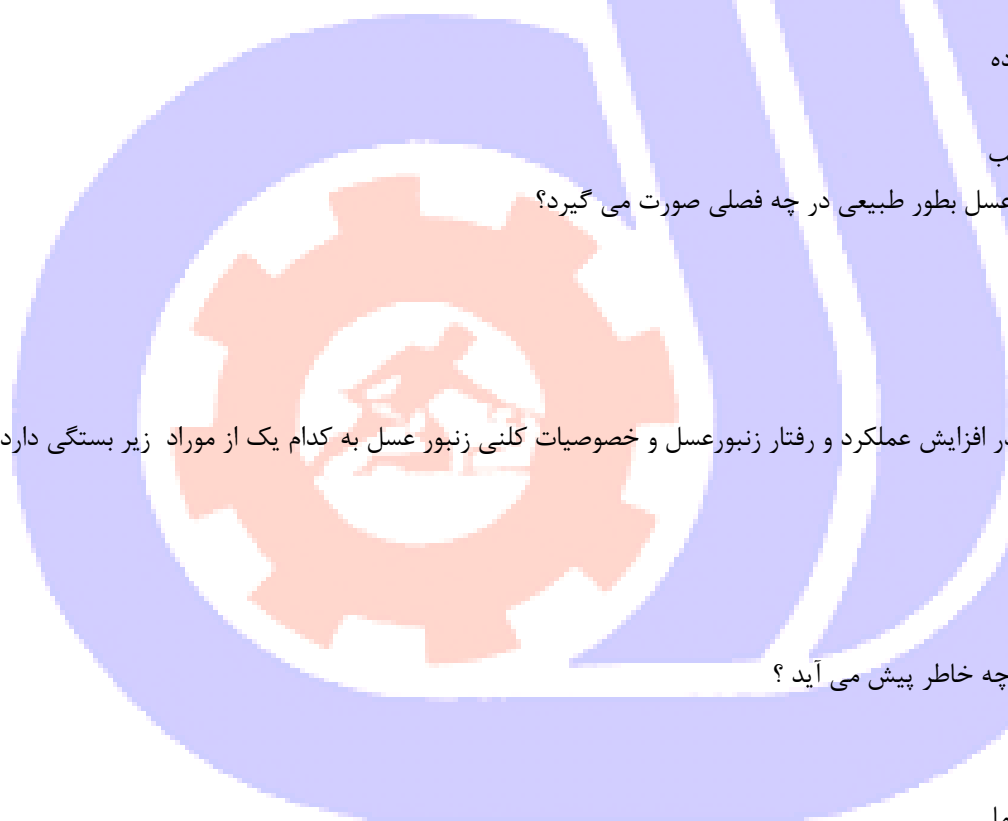 ده
ب
عسل بطور طبیعی در چه فصلی صورت می گیرد؟
در افزایش عملکرد و رفتار زنبورعسل و خصوصیات کلنی زنبور عسل به کدام یک از موراد زیر بستگی دارد
چه خاطر پیش می آید ؟